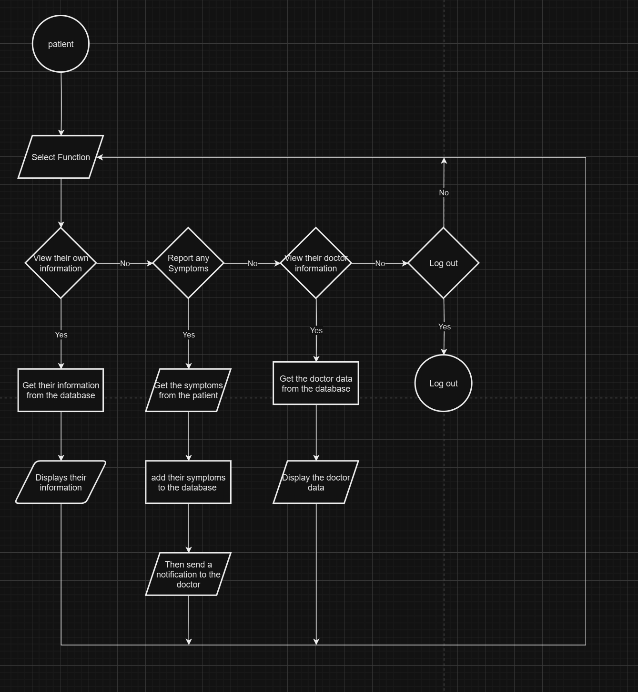 patient
Select Function
View their own
information
No
Report any
Symptoms
No
View their doctor
information
No
Log out
No
Yes
Yes
Yes
Yes
Get their information
from the database
Get the symptoms
from the patient
Get the doctor data
from the database
Log out
Displays their
information
add their symptoms
to the database
Display the doctor
data
Then send a
notification to the
doctor